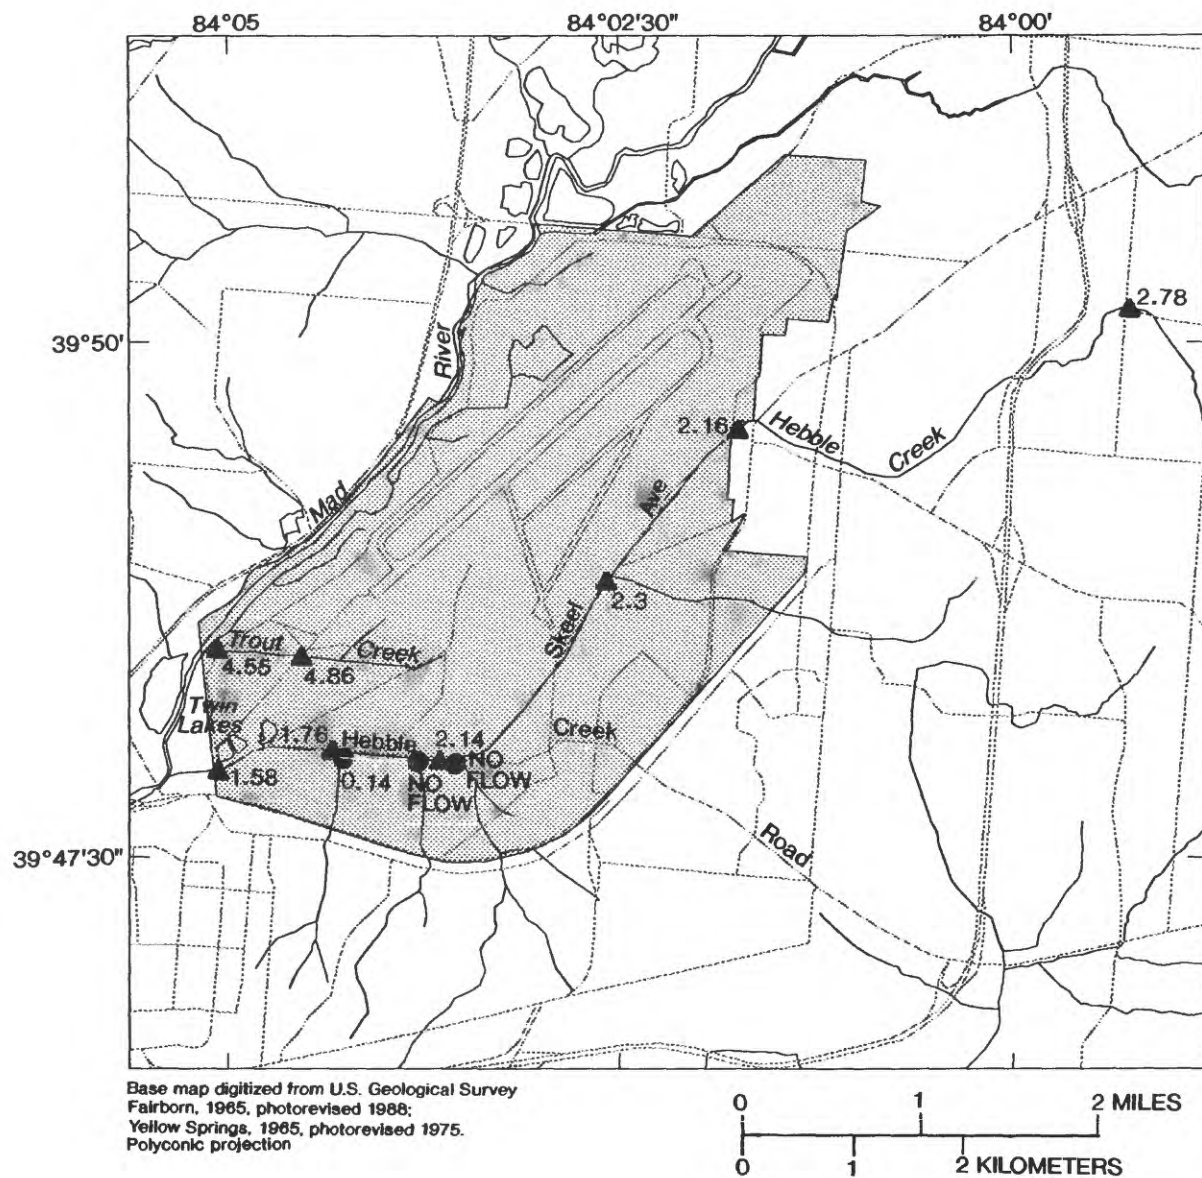 84°05 84°02'30" 84°00'
2.78
39°50'
River
2.16
Hebble
Creek
Ave
Mad
2.3
Skeel
Trout
Creek
4.55 4.86
Twin
Lakes
1.76 Hebble 2.14
Creek
NO
FLOW
1.58 0.14 NO
FLOW
Road
39°47'30"
Base map digitized from U.S. Geological Survey
Fairborn, 1965, photorevised 1988;
Yellow Springs, 1965, photorevised 1975.
Polyconic projection
0 1 2 MILES
0 1 2 KILOMETERS